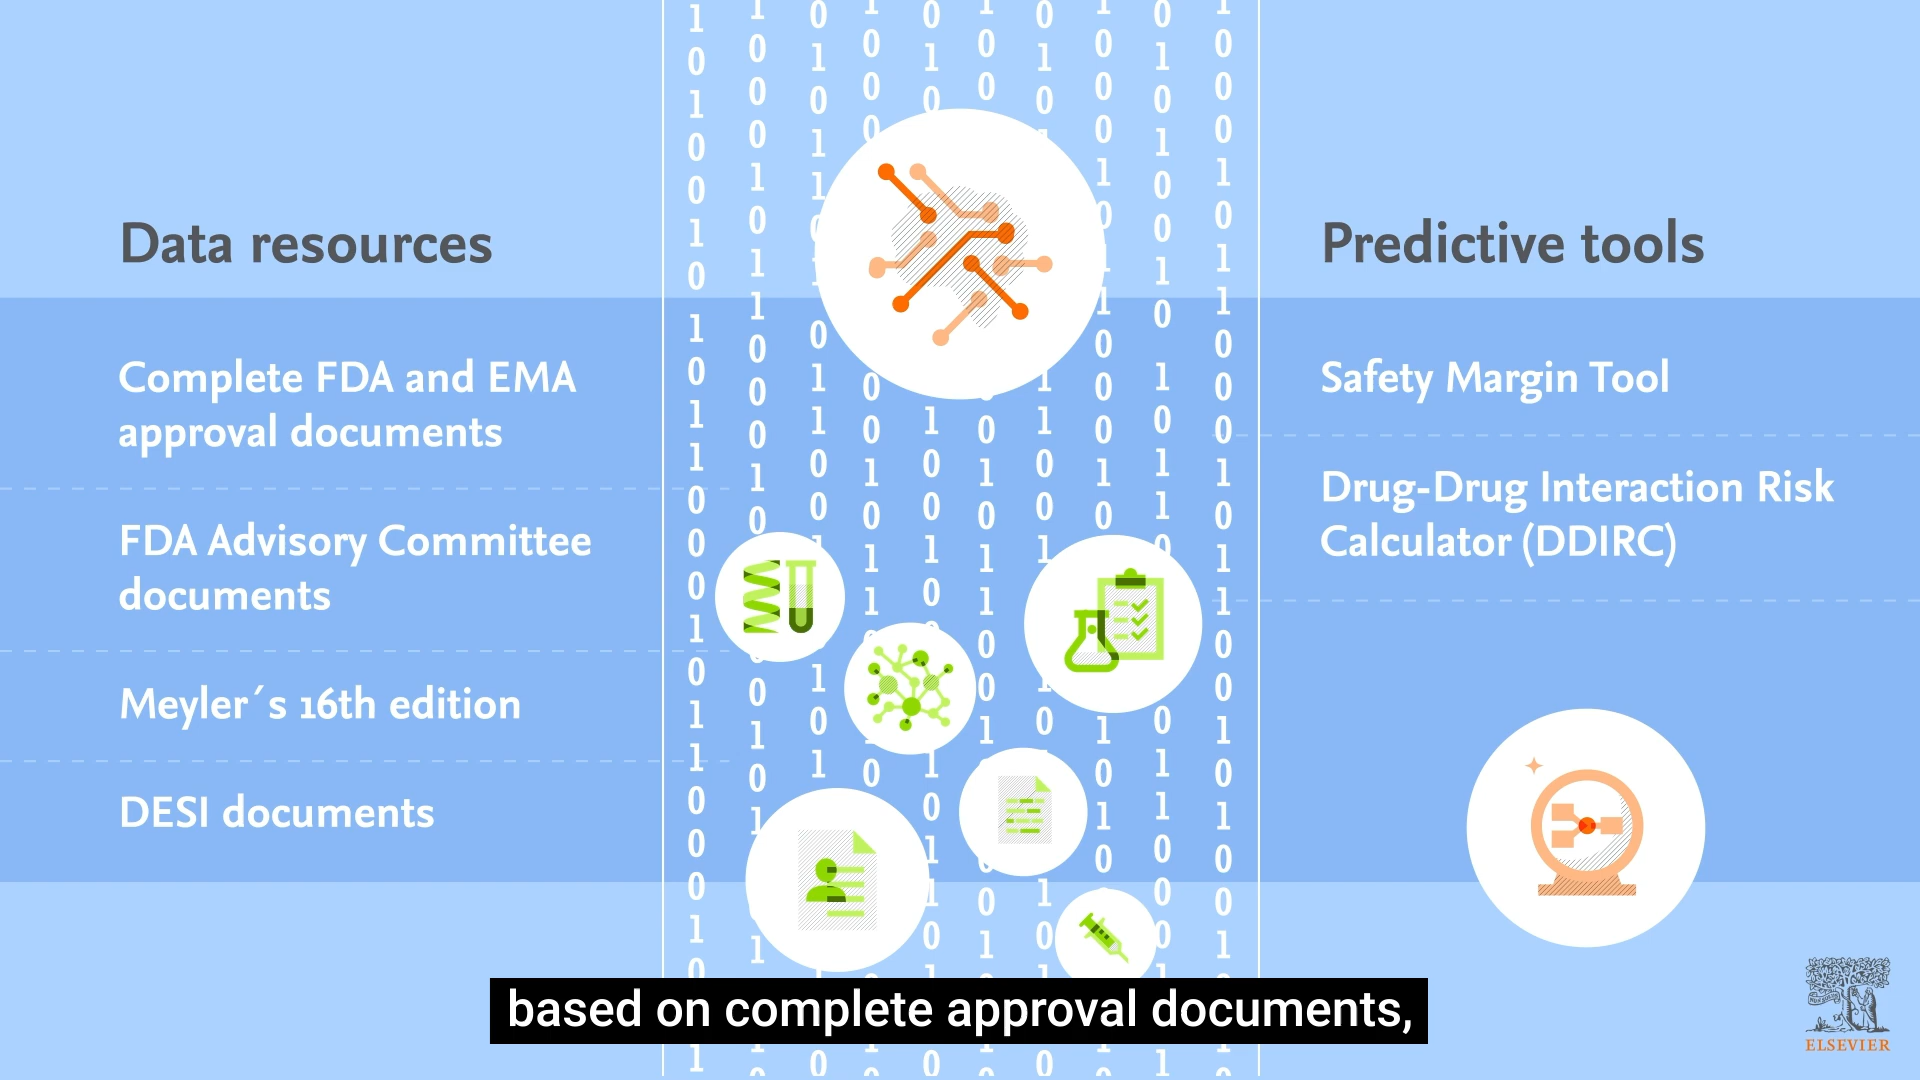 Data resources
Complete FDA and EMA
approval documents
FDA Advisory Committee
documents
Meyler´s 16th edition
DESI documents
Predictive tools
Safety Margin Tool
Drug-Drug Interaction Risk
Calculator (DDIRC)
based on complete approval documents,
ELSEVIER